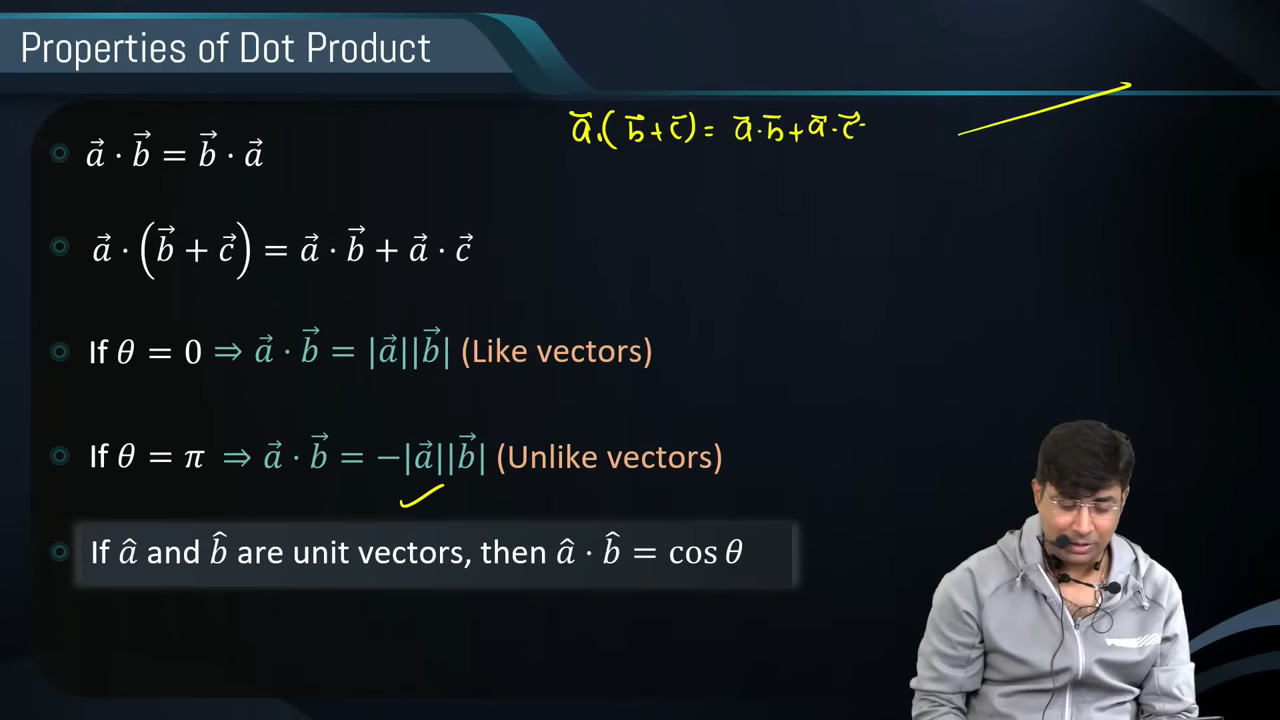 Properties of Dot Product
a⃗.(b⃗+c⃗)= a⃗·b⃗+a⃗·c⃗
a⃗ · b⃗ = b⃗ · a⃗
a⃗ · (b⃗ + c⃗) = a⃗ · b⃗ + a⃗ · c⃗
If θ = 0 ⇒ a⃗ · b⃗ = |a⃗||b⃗| (Like vectors)
If θ = π ⇒ a⃗ · b⃗ = −|a⃗||b⃗| (Unlike vectors)
If â and b̂ are unit vectors, then â · b̂ = cos θ